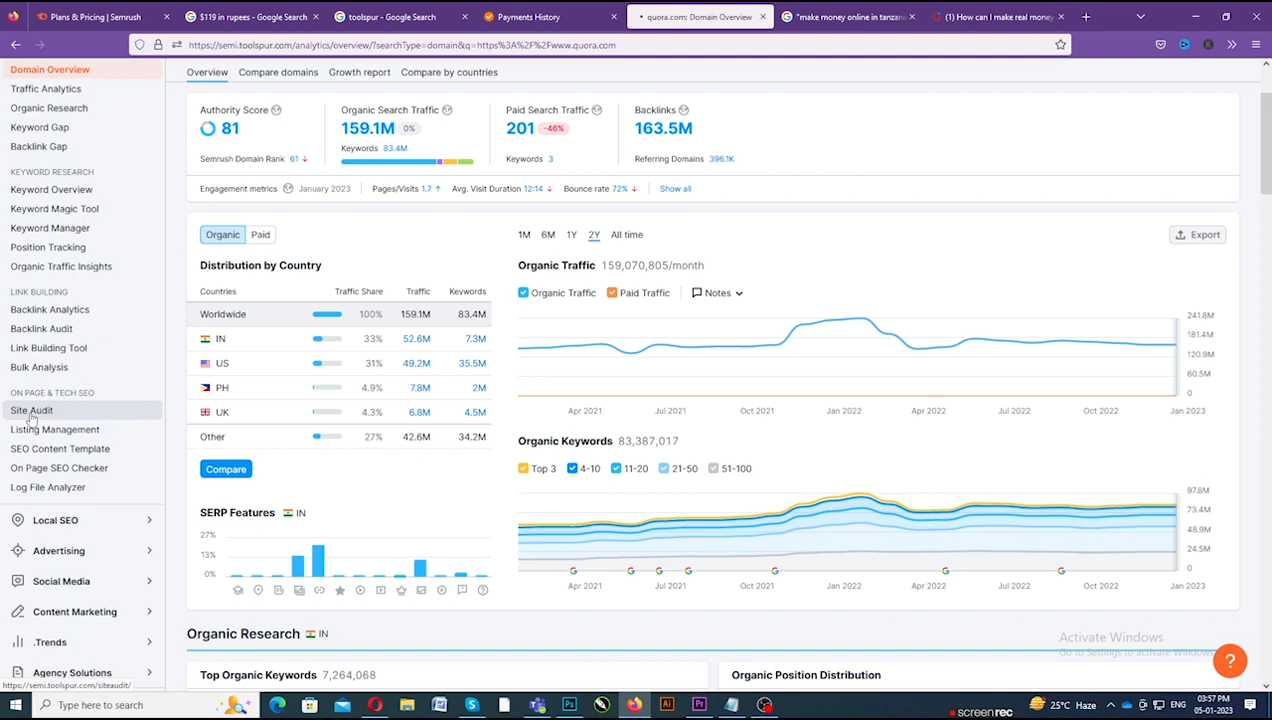 Plans & Pricing | Semrush
$119 in rupees - Google Search
toolspur - Google Search
Payments History
quora.com: Domain Overview
"make money online in tanzania
(1) How can I make real money
https://semi.toolspur.com/analytics/overview/?searchType=domain&q=https%3A%2F%2Fwww.quora.com
Domain Overview
Traffic Analytics
Organic Research
Keyword Gap
Backlink Gap
KEYWORD RESEARCH
Keyword Overview
Keyword Magic Tool
Keyword Manager
Position Tracking
Organic Traffic Insights
LINK BUILDING
Backlink Analytics
Backlink Audit
Link Building Tool
Bulk Analysis
ON PAGE & TECH SEO
Site Audit
Listing Management
SEO Content Template
On Page SEO Checker
Log File Analyzer
Local SEO
Advertising
Social Media
Content Marketing
.Trends
Agency Solutions
https://semi.toolspur.com/siteaudit/
Overview Compare domains Growth report Compare by countries
Authority Score Organic Search Traffic Paid Search Traffic Backlinks
81 159.1M 0% 201 -46% 163.5M
Keywords 83.4M
Semrush Domain Rank 61 Keywords 3 Referring Domains 396.1K
Engagement metrics January 2023 Pages/Visits 1.7 Avg. Visit Duration 12:14 Bounce rate 72% Show all
Organic Paid
Distribution by Country
Countries Traffic Share Traffic Keywords
Worldwide 100% 159.1M 83.4M
IN 33% 52.6M 7.3M
US 31% 49.2M 35.5M
PH 4.9% 7.8M 2M
UK 4.3% 6.8M 4.5M
Other 27% 42.6M 34.2M
Compare
SERP Features IN
27%
13%
0%
1M 6M 1Y 2Y All time
Export
Organic Traffic 159,070,805/month
Organic Traffic Paid Traffic Notes
241.8M
181.4M
120.9M
60.5M
0
Apr 2021 Jul 2021 Oct 2021 Jan 2022 Apr 2022 Jul 2022 Oct 2022 Jan 2023
Organic Keywords 83,387,017
Top 3 4-10 11-20 21-50 51-100
97.8M
73.4M
48.9M
24.5M
0
Apr 2021 Jul 2021 Oct 2021 Jan 2022 Apr 2022 Jul 2022 Oct 2022 Jan 2023
Organic Research IN
Top Organic Keywords 7,264,068
Organic Position Distribution
Activate Windows
Go to Settings to activate Windows.
?
Type here to search
25°C Haze
ENG
03:57 PM
05-01-2023
screen rec